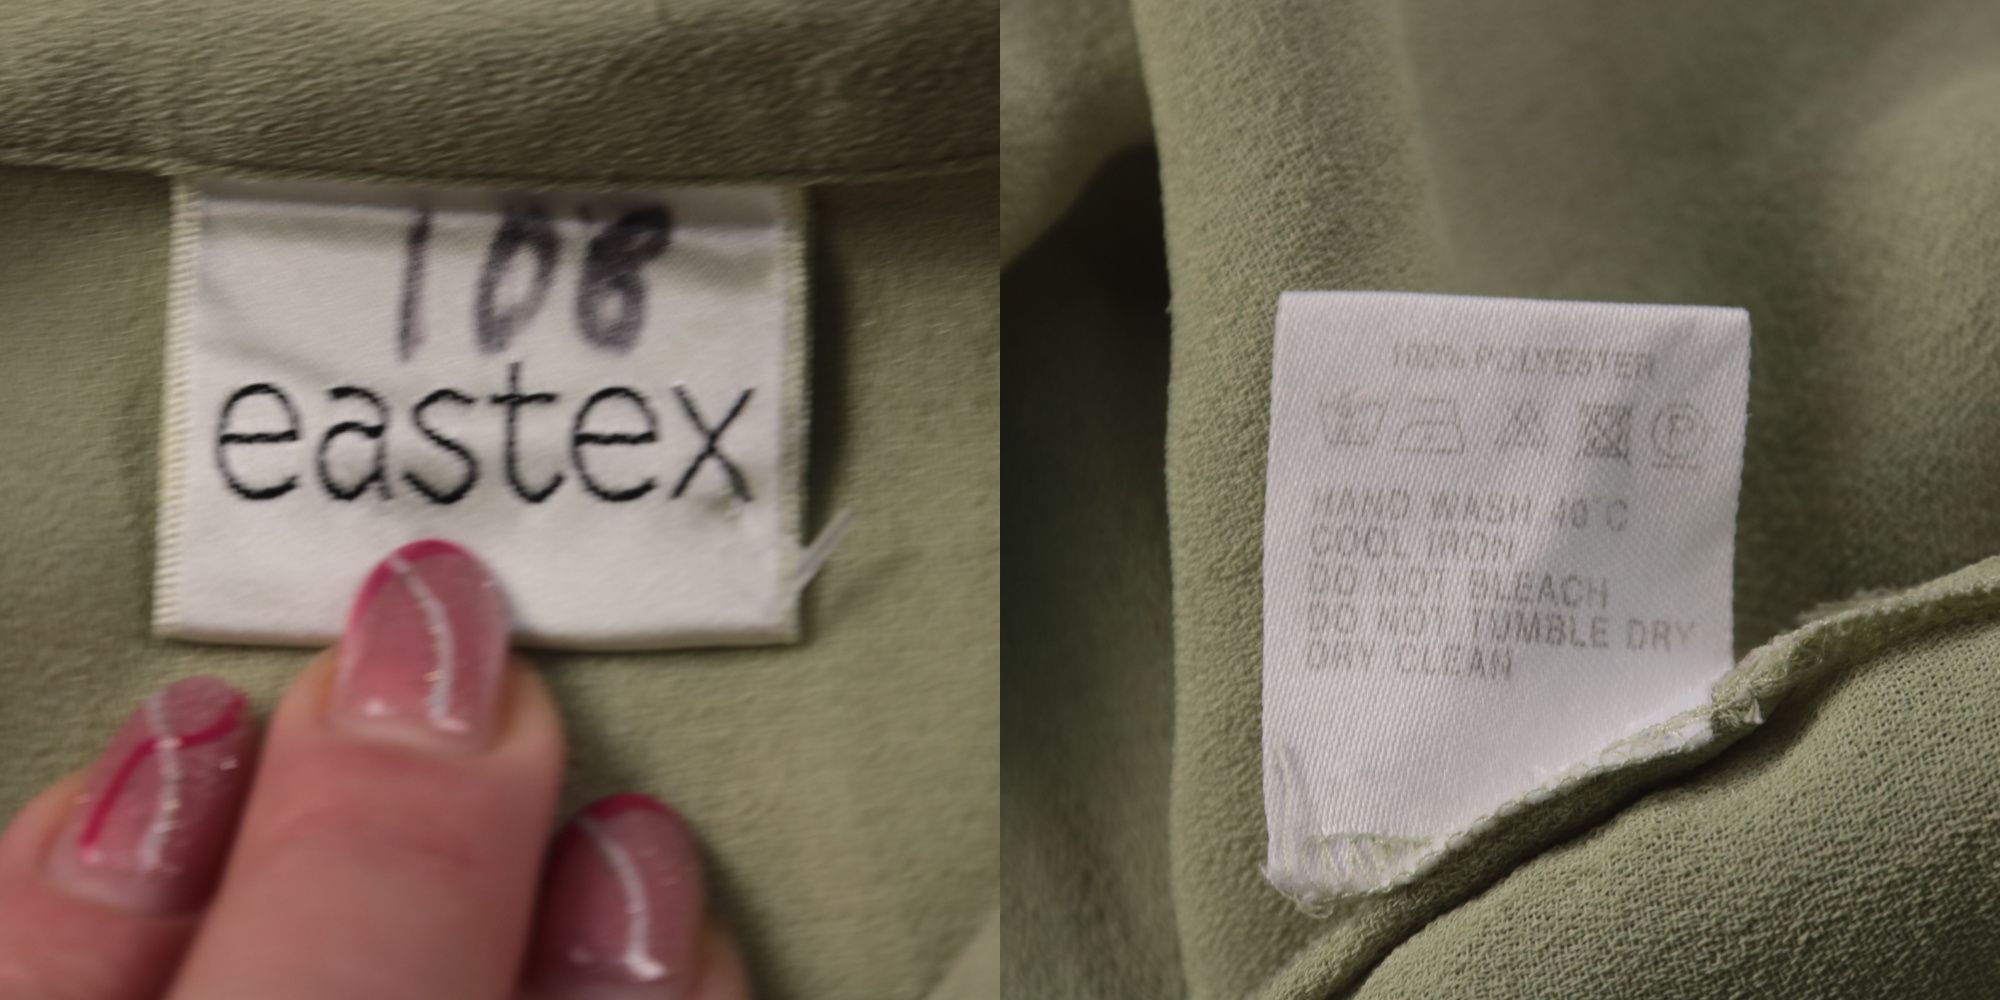 108
eastex
100% POLYESTER
P
HAND WASH 40°C
COOL IRON
DO NOT BLEACH
DO NOT TUMBLE DRY
DRY CLEAN